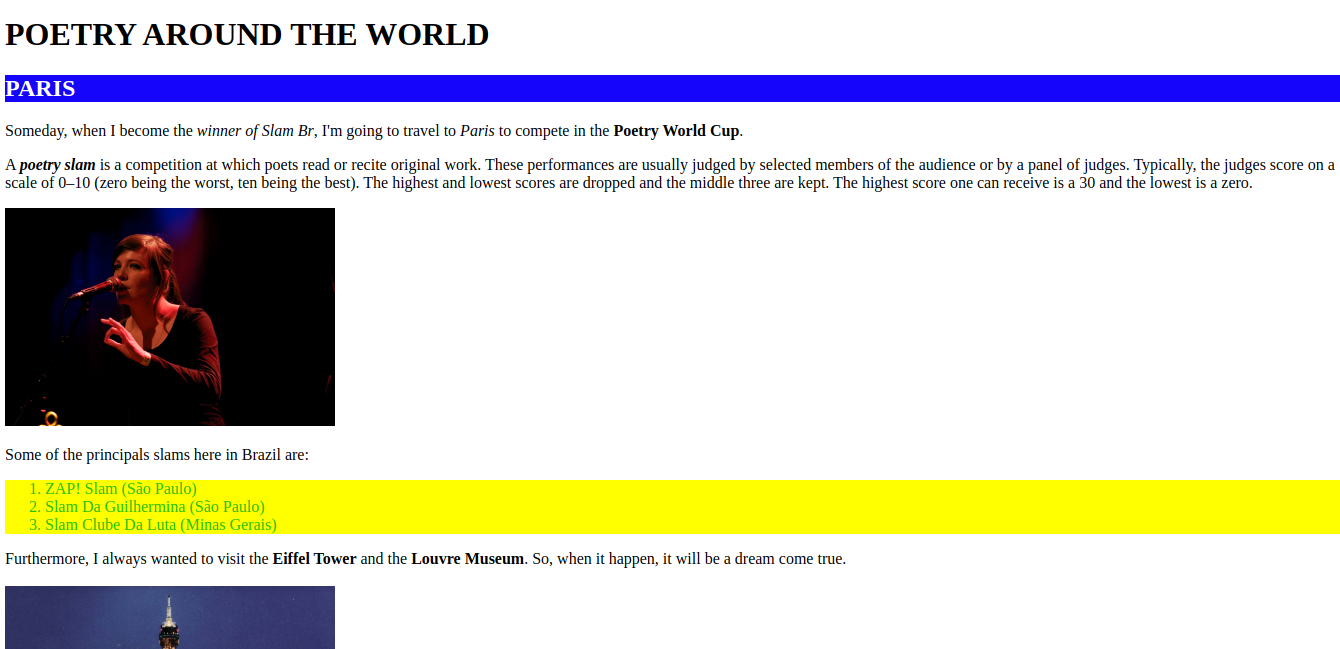 POETRY AROUND THE WORLD
PARIS
Someday, when I become the winner of Slam Br, I'm going to travel to Paris to compete in the Poetry World Cup.
A poetry slam is a competition at which poets read or recite original work. These performances are usually judged by selected members of the audience or by a panel of judges. Typically, the judges score on a
scale of 0–10 (zero being the worst, ten being the best). The highest and lowest scores are dropped and the middle three are kept. The highest score one can receive is a 30 and the lowest is a zero.
Some of the principals slams here in Brazil are:
1. ZAP! Slam (São Paulo)
2. Slam Da Guilhermina (São Paulo)
3. Slam Clube Da Luta (Minas Gerais)
Furthermore, I always wanted to visit the Eiffel Tower and the Louvre Museum. So, when it happen, it will be a dream come true.